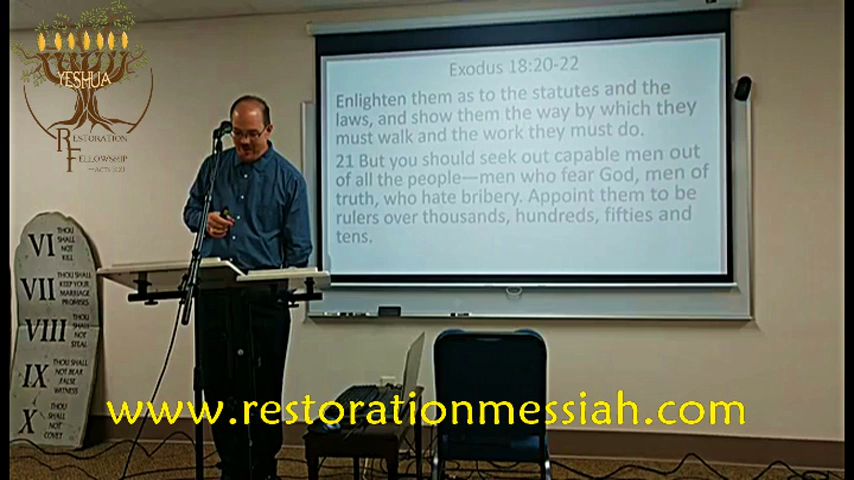 YESHUA
RESTORATION
FELLOWSHIP
Exodus 18:20-22
Enlighten them as to the statutes and the
laws, and show them the way by which they
must walk and the work they must do.
21 But you should seek out capable men out
of all the people—men who fear God, men of
truth, who hate bribery. Appoint them to be
rulers over thousands, hundreds, fifties and
tens.
VI THOU
SHALL
NOT
KILL
VII THOU SHALL
KEEP YOUR
MARRIAGE
PROMISES
VIII THOU
SHALL
NOT
STEAL
IX THOU SHALL
NOT BEAR
FALSE
WITNESS
X THOU
SHALL
NOT
COVET
www.restorationmessiah.com